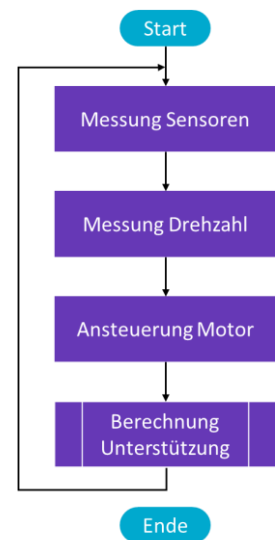 Start
Messung Sensoren
Messung Drehzahl
Ansteuerung Motor
Berechnung
Unterstützung
Ende